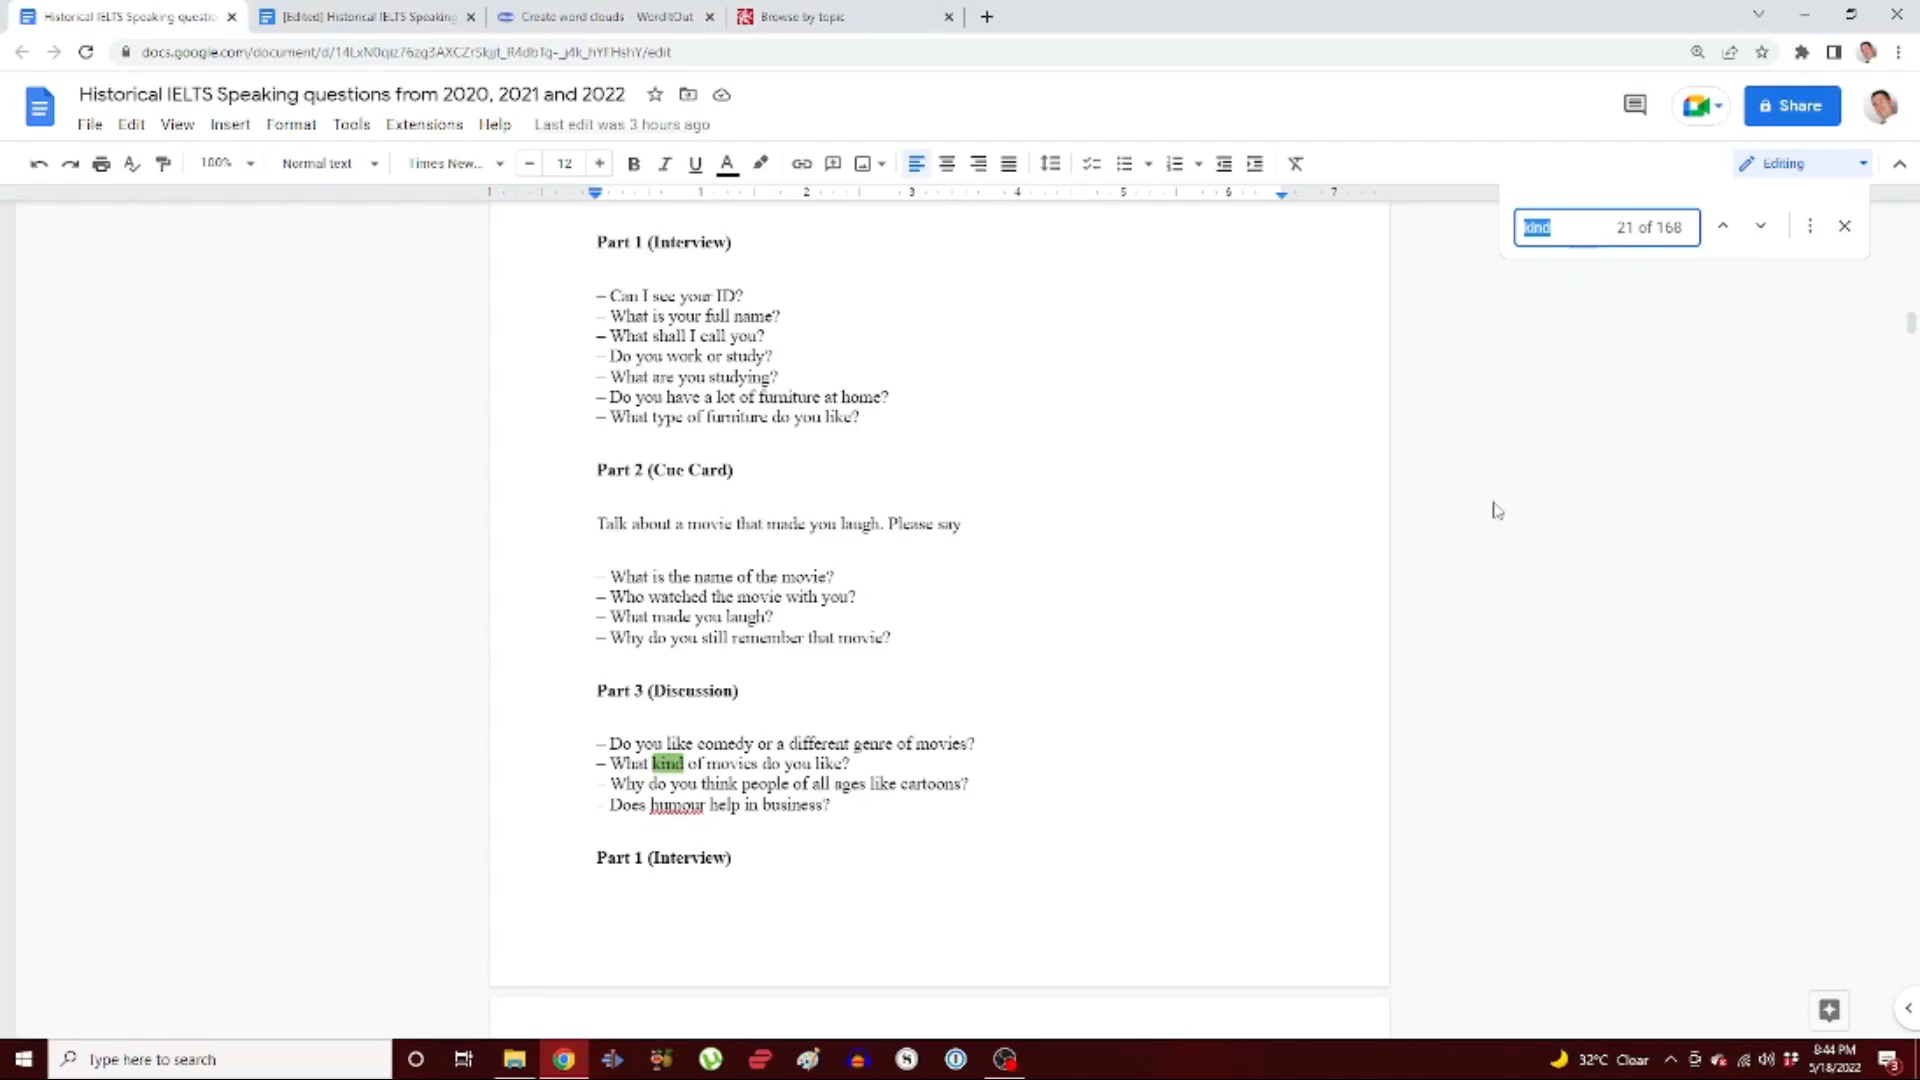 Historical IELTS Speaking questio
[Edited] Historical IELTS Speaking
Create word clouds – WordItOut
Browse by topic
Historical IELTS Speaking questions from 2020, 2021 and 2022
Share
File Edit View Insert Format Tools Extensions Help Last edit was 3 hours ago
100% Normal text Times New... 12 Editing
1 1 2 3 4 5 6 7
kind 21 of 168
Part 1 (Interview)
– Can I see your ID?
– What is your full name?
– What shall I call you?
– Do you work or study?
– What are you studying?
– Do you have a lot of furniture at home?
– What type of furniture do you like?
Part 2 (Cue Card)
Talk about a movie that made you laugh. Please say
– What is the name of the movie?
– Who watched the movie with you?
– What made you laugh?
– Why do you still remember that movie?
Part 3 (Discussion)
– Do you like comedy or a different genre of movies?
– What kind of movies do you like?
– Why do you think people of all ages like cartoons?
– Does humour help in business?
Part 1 (Interview)
Type here to search
32°C Clear
8:44 PM
5/18/2022
3